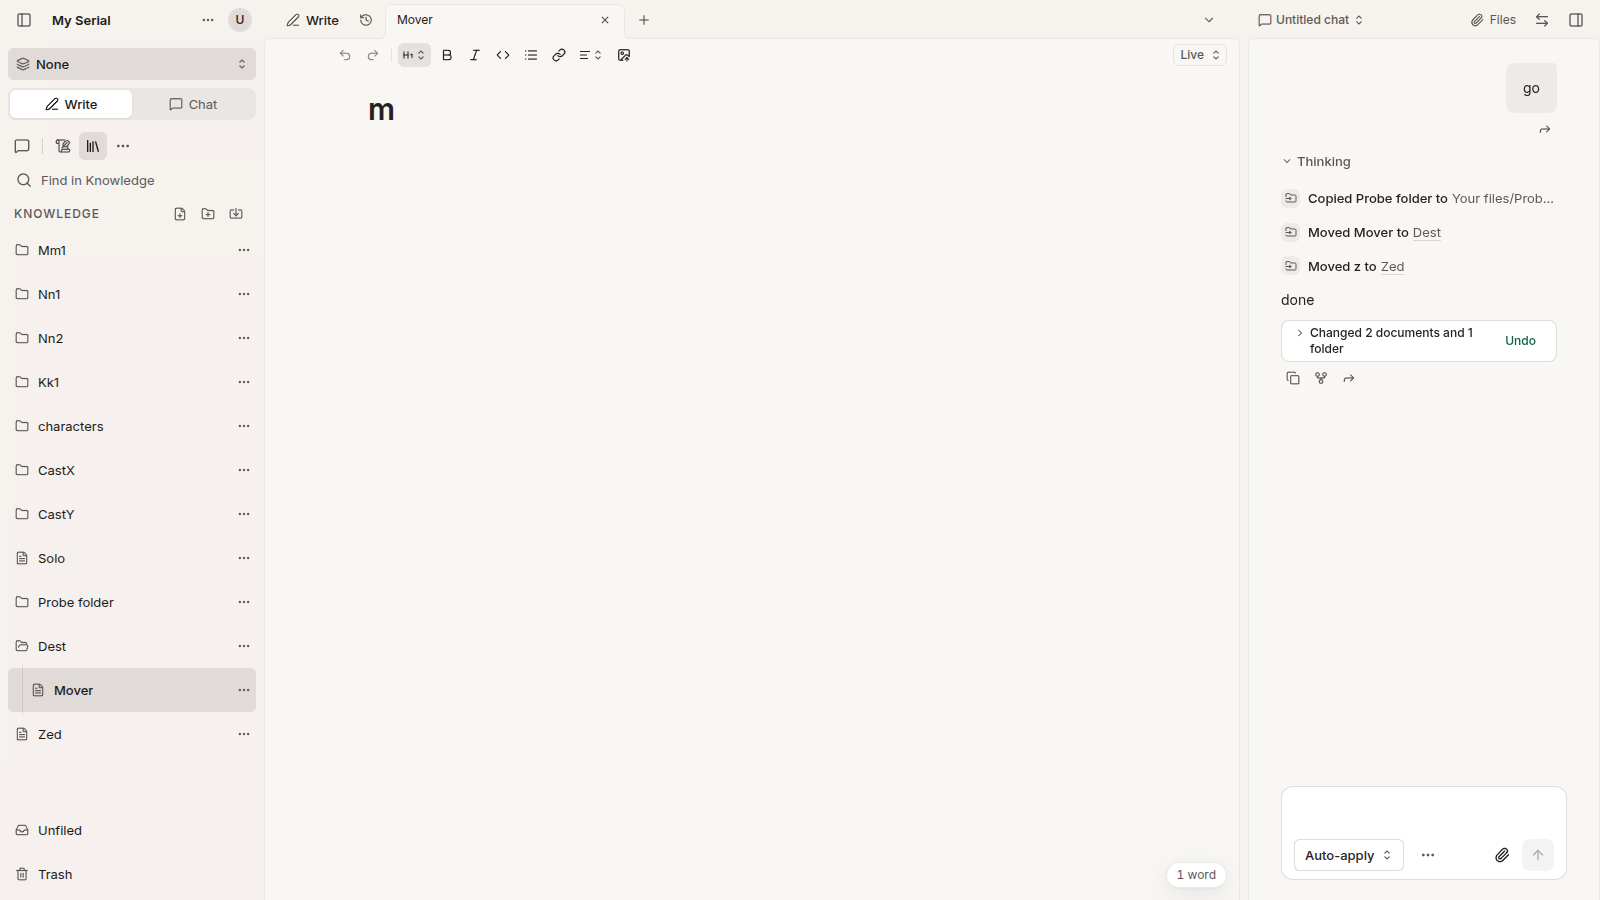 My Serial
U
None
Write
Chat
Find in Knowledge
KNOWLEDGE
Mm1
Nn1
Nn2
Kk1
characters
CastX
CastY
Solo
Probe folder
Dest
Mover
Zed
Unfiled
Trash
Write
Mover
H1
B
I
Live
m
1 word
Untitled chat
Files
go
Thinking
Copied Probe folder to Your files/Prob...
Moved Mover to Dest
Moved z to Zed
done
Changed 2 documents and 1
folder
Undo
Auto-apply